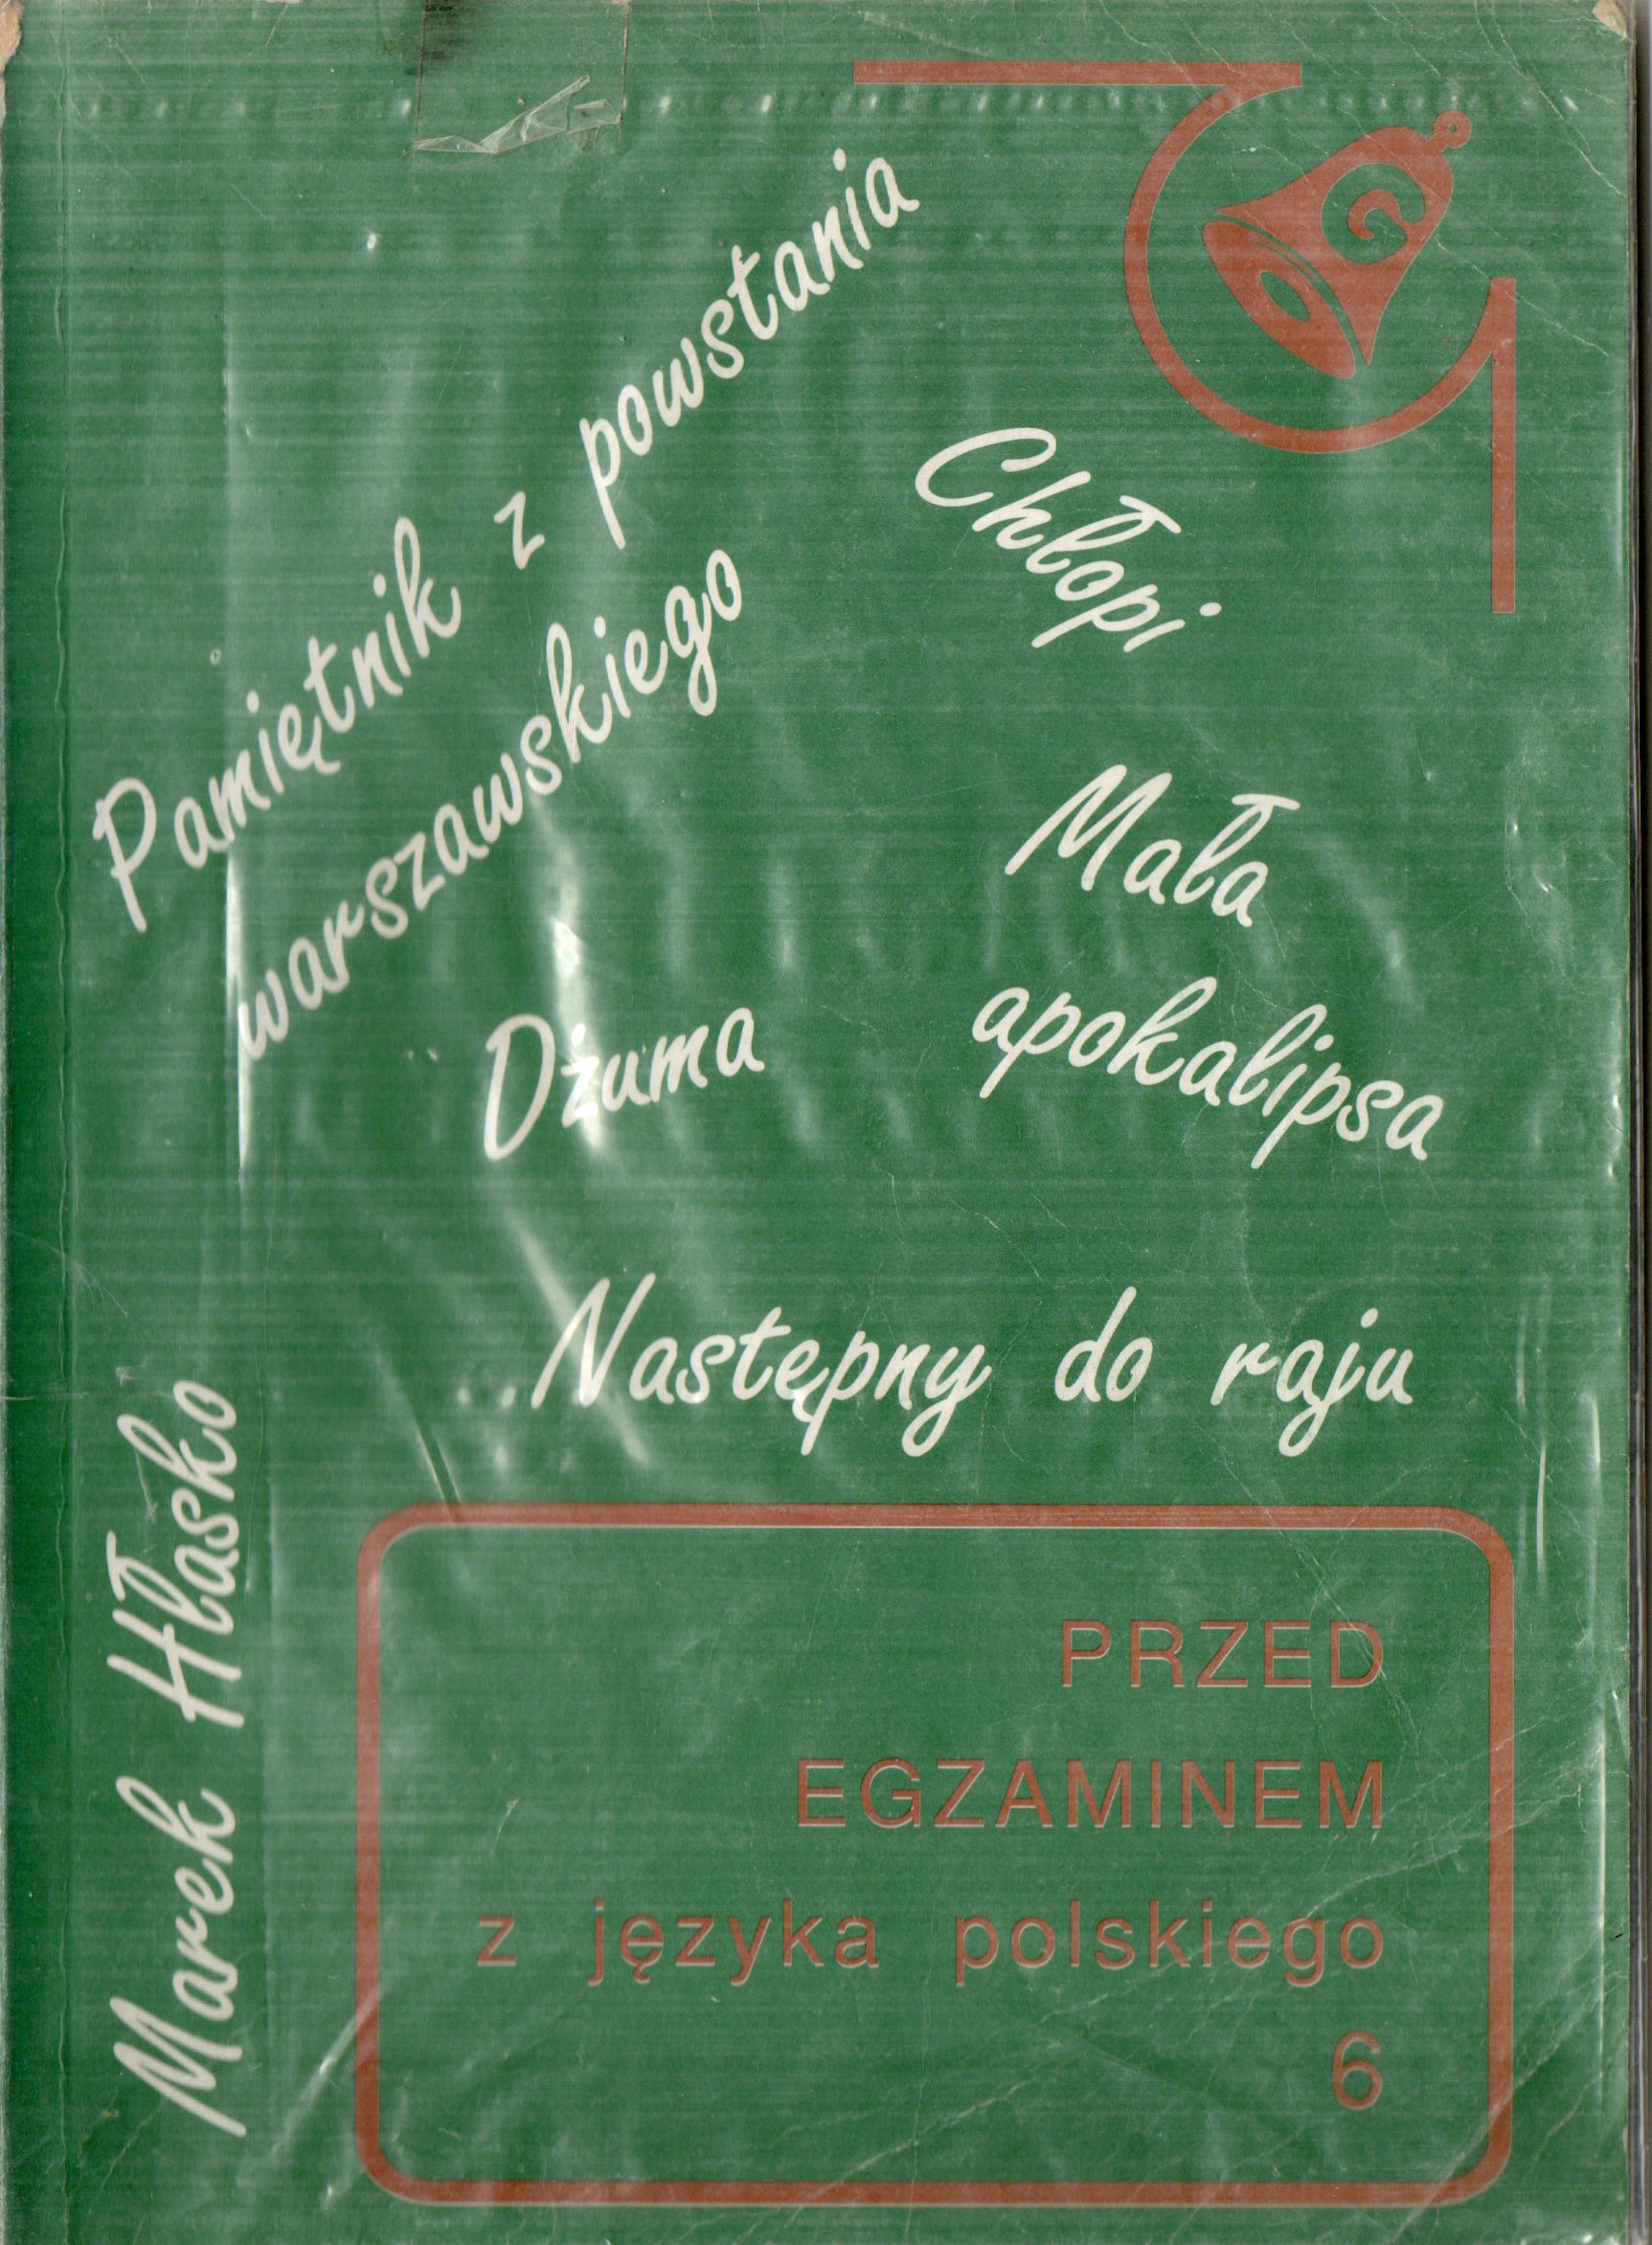 Pamiętnik z powstania
warszawskiego
Chłopi
Mała
apokalipsa
Dżuma
Następny do raju
Marek Hłasko
PRZED
EGZAMINEM
z języka polskiego
6